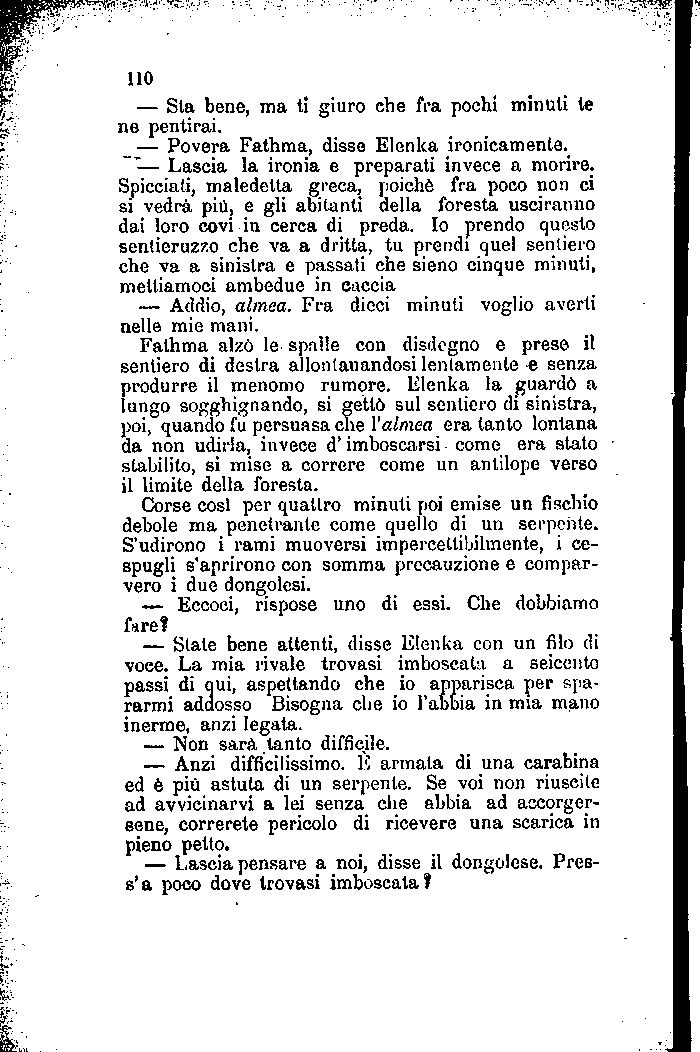 110
— Sta bene, ma ti giuro che fra pochi minuti te
ne pentirai.
— Povera Fathma, disse Elenka ironicamente.
— Lascia la ironia e preparati invece a morire.
Spicciati, maledetta greca, poichè fra poco non ci
si vedrà più, e gli abitanti della foresta usciranno
dai loro covi in cerca di preda. Io prendo questo
sentieruzzo che va a dritta, tu prendi quel sentiero
che va a sinistra e passati che sieno cinque minuti,
mettiamoci ambedue in caccia
— Addio, almea. Fra dieci minuti voglio averti
nelle mie mani.
Fathma alzò le spalle con disdegno e prese il
sentiero di destra allontanandosi lentamente e senza
produrre il menomo rumore. Elenka la guardò a
lungo sogghignando, si gettò sul sentiero di sinistra,
poi, quando fu persuasa che l'almea era tanto lontana
da non udirla, invece d'imboscarsi come era stato
stabilito, si mise a correre come un antilope verso
il limite della foresta.
Corse così per quattro minuti poi emise un fischio
debole ma penetrante come quello di un serpente.
S'udirono i rami muoversi impercettibilmente, i ce-
spugli s'aprirono con somma precauzione e compar-
vero i due dongolesi.
— Eccoci, rispose uno di essi. Che dobbiamo
fare?
— State bene attenti, disse Elenka con un filo di
voce. La mia rivale trovasi imboscata a seicento
passi di qui, aspettando che io apparisca per spa-
rarmi addosso Bisogna che io l'abbia in mia mano
inerme, anzi legata.
— Non sarà tanto difficile.
— Anzi difficilissimo. È armata di una carabina
ed è più astuta di un serpente. Se voi non riuscite
ad avvicinarvi a lei senza che abbia ad accorger-
sene, correrete pericolo di ricevere una scarica in
pieno petto.
— Lascia pensare a noi, disse il dongolese. Pres-
s'a poco dove trovasi imboscata?